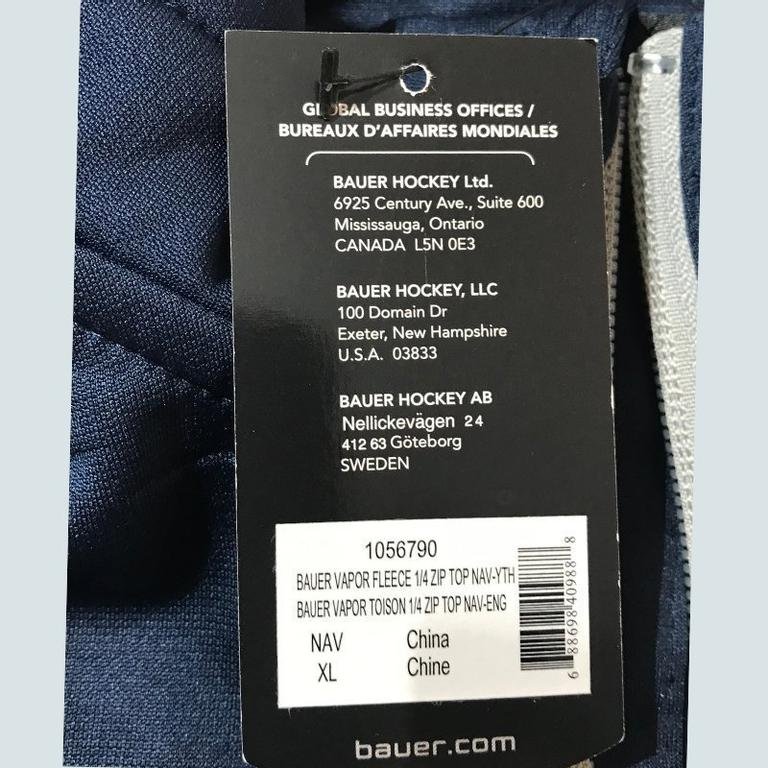 GLOBAL BUSINESS OFFICES /
BUREAUX D'AFFAIRES MONDIALES
BAUER HOCKEY Ltd.
6925 Century Ave., Suite 600
Mississauga, Ontario
CANADA L5N 0E3
BAUER HOCKEY, LLC
100 Domain Dr
Exeter, New Hampshire
U.S.A. 03833
BAUER HOCKEY AB
Nellickevägen 24
412 63 Göteborg
SWEDEN
1056790
BAUER VAPOR FLEECE 1/4 ZIP TOP NAV-YTH
BAUER VAPOR TOISON 1/4 ZIP TOP NAV-ENG
NAV China
XL Chine
6 88698 40988 8
bauer.com